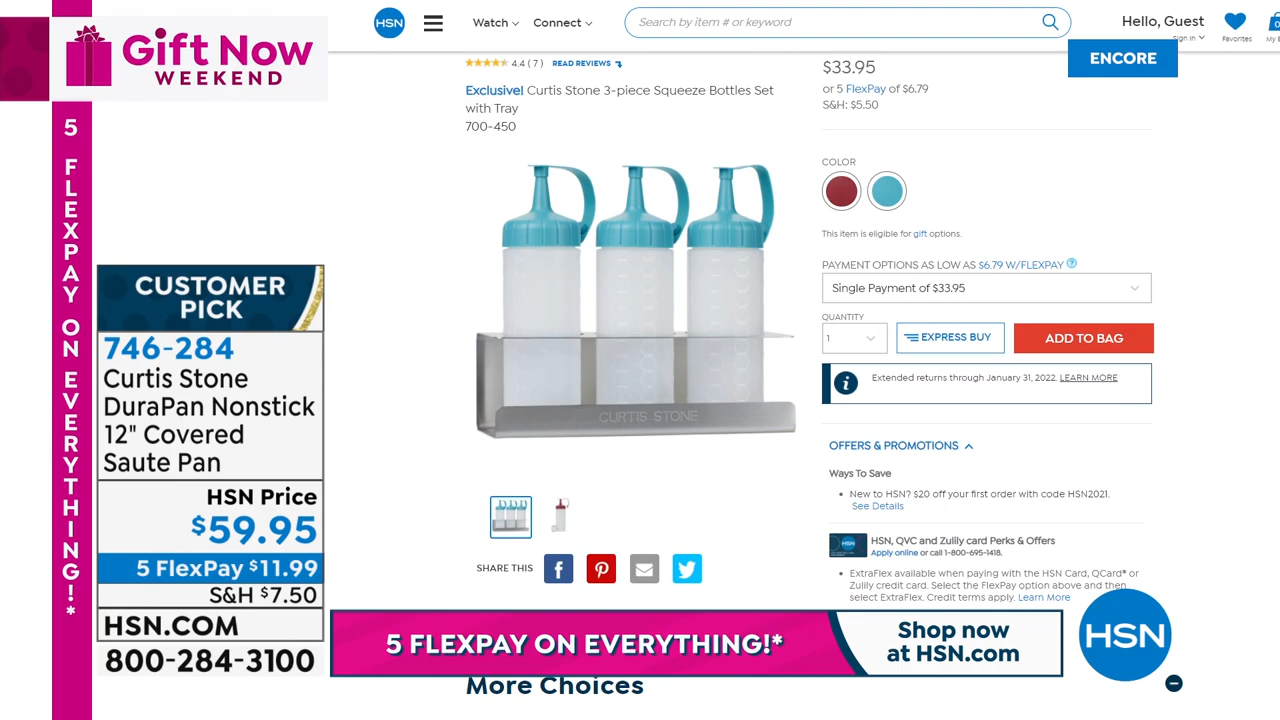 Gift Now
WEEKEND
5 FLEXPAY ON EVERYTHING!*
CUSTOMER
PICK
746-284
Curtis Stone
DuraPan Nonstick
12" Covered
Saute Pan
HSN Price
$59.95
5 FlexPay $11.99
S&H $7.50
HSN.COM
800-284-3100
HSN
Watch
Connect
Search by item # or keyword
Hello, Guest
Sign In
Favorites
0
ENCORE
4.4 ( 7 )
READ REVIEWS
Exclusive! Curtis Stone 3-piece Squeeze Bottles Set
with Tray
700-450
CURTIS STONE
SHARE THIS
$33.95
or 5 FlexPay of $6.79
S&H: $5.50
COLOR
This item is eligible for gift options.
PAYMENT OPTIONS AS LOW AS $6.79 W/FLEXPAY ?
Single Payment of $33.95
QUANTITY
1
EXPRESS BUY
ADD TO BAG
Extended returns through January 31, 2022. LEARN MORE
OFFERS & PROMOTIONS
Ways To Save
New to HSN? $20 off your first order with code HSN2021.
See Details
HSN, QVC and Zulily card Perks & Offers
Apply online or call 1-800-695-1418.
ExtraFlex available when paying with the HSN Card, QCard® or
Zulily credit card. Select the FlexPay option above and then
select ExtraFlex. Credit terms apply. Learn More
5 FLEXPAY ON EVERYTHING!*
Shop now
at HSN.com
HSN
More Choices